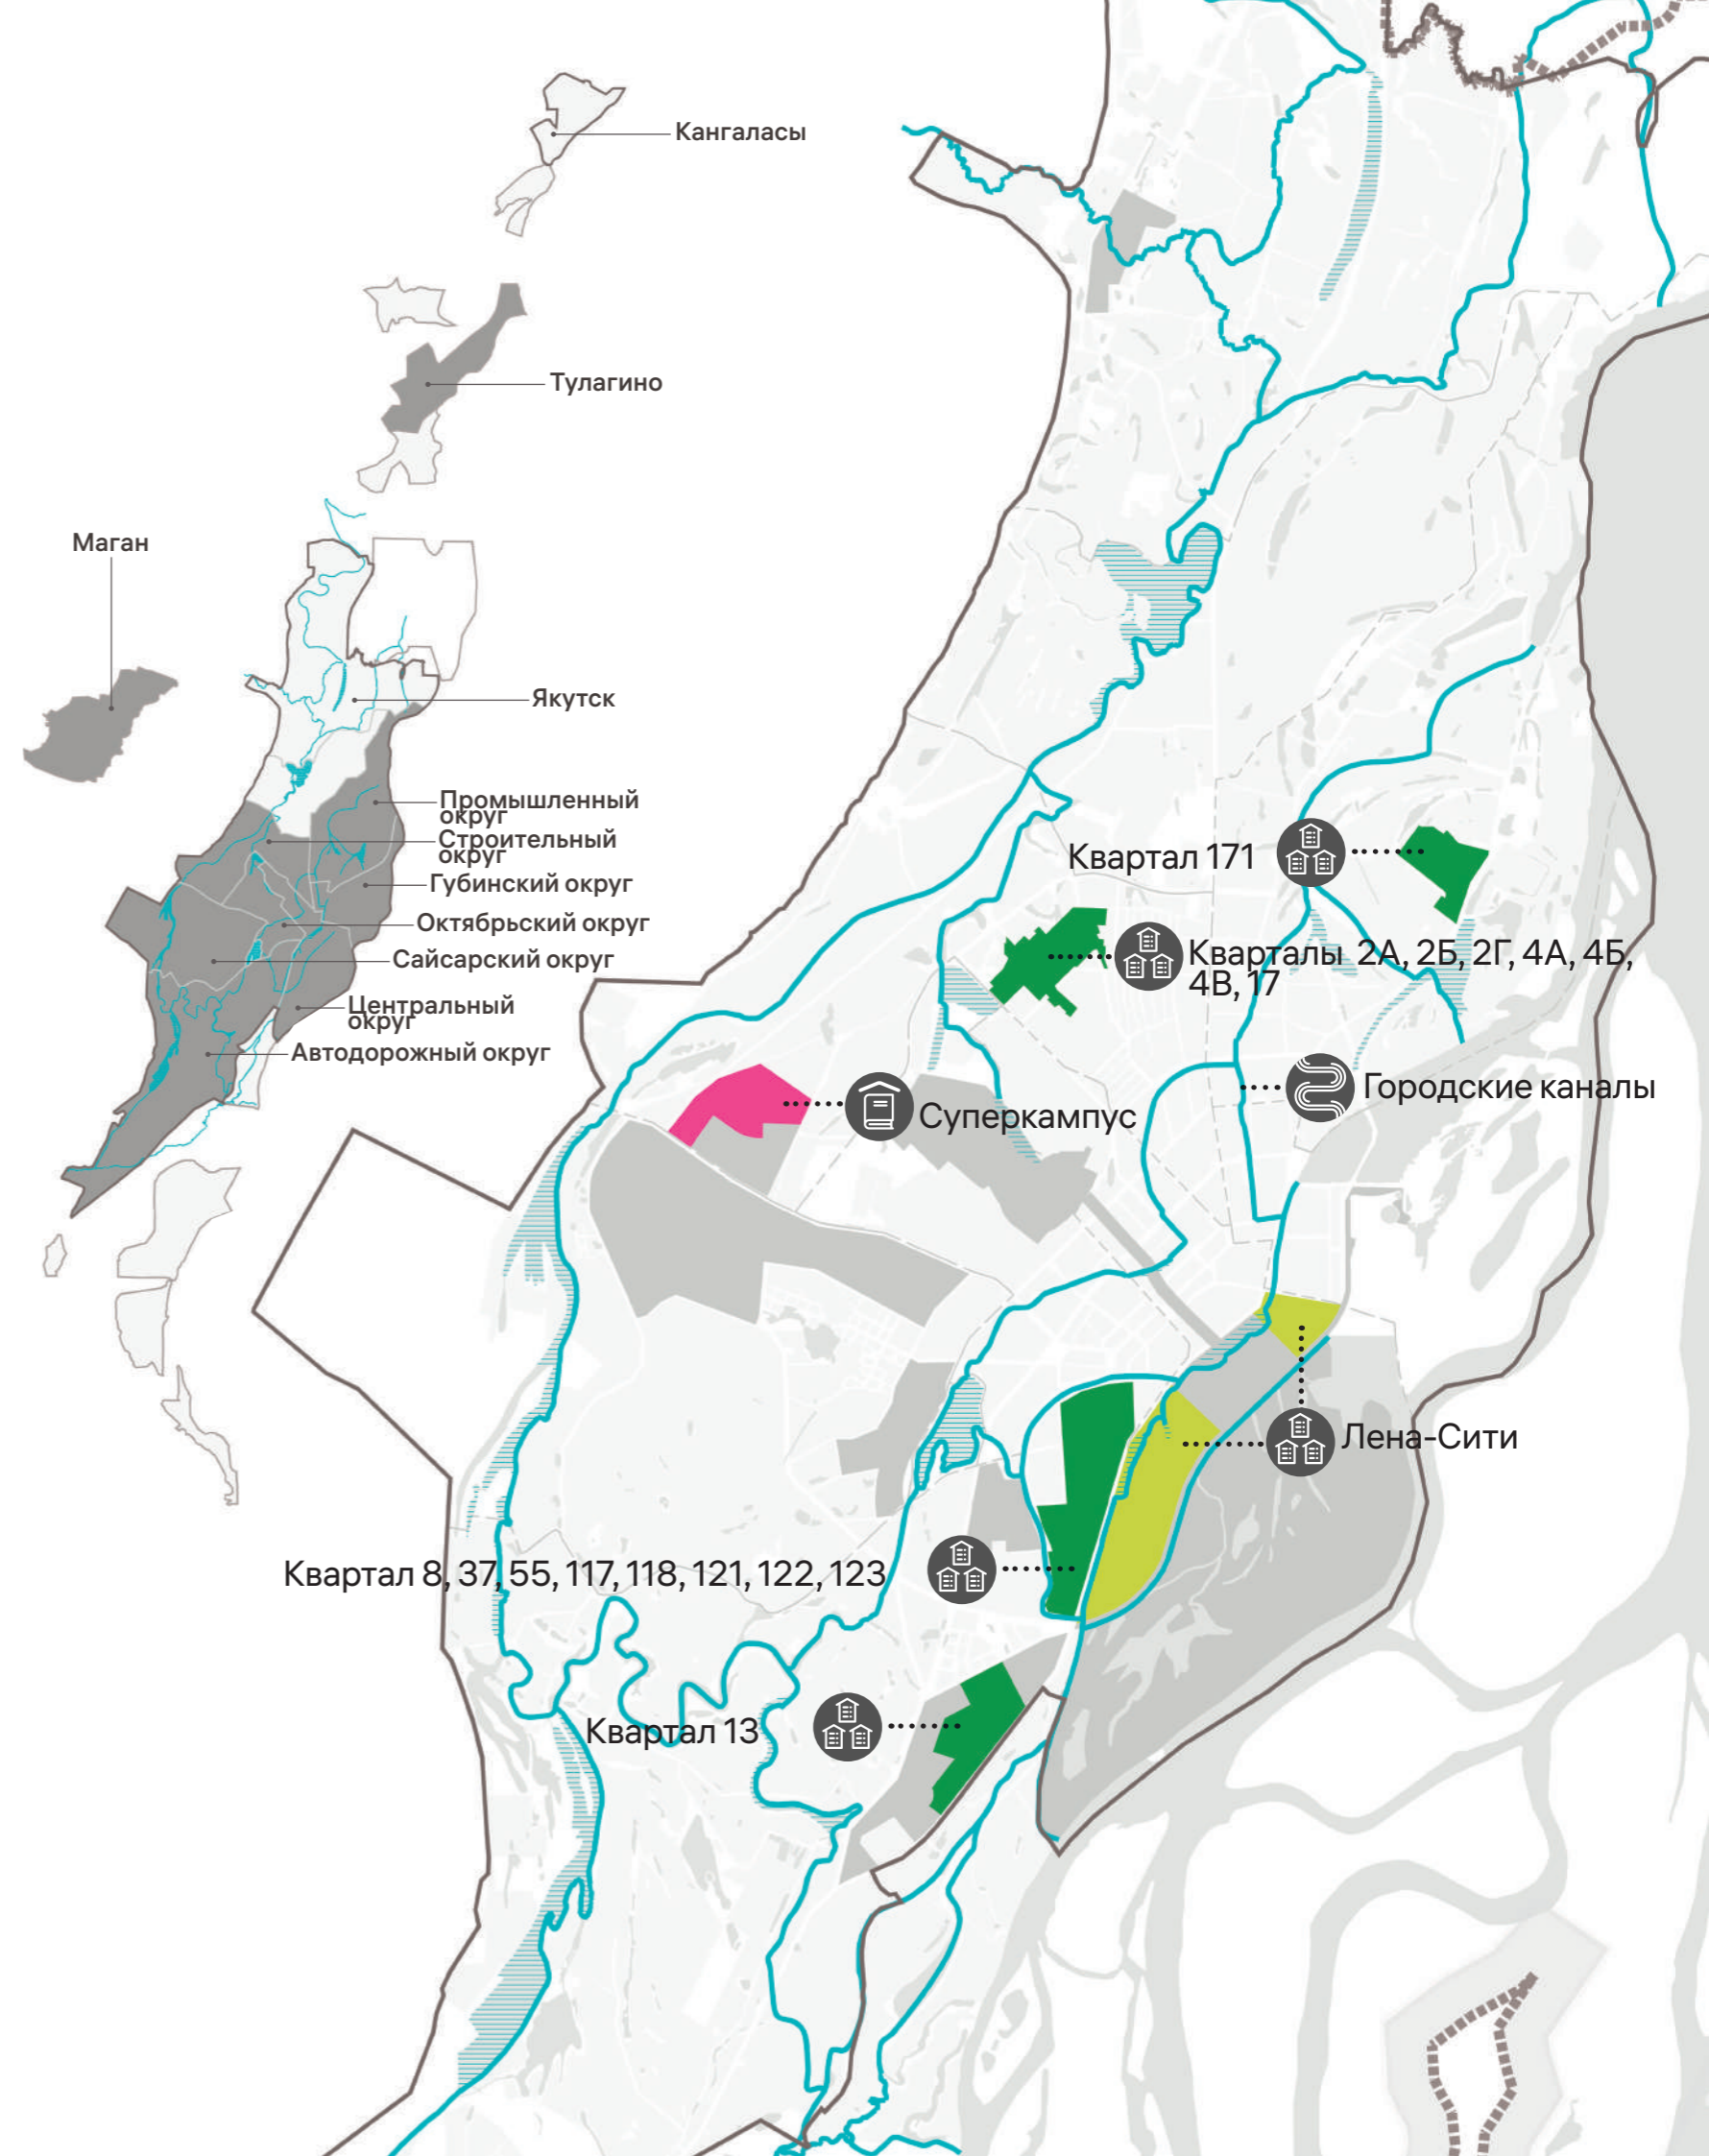 Кангаласы
Тулагино
Маган
Якутск
Промышленный
округ
Строительный
округ
Губинский округ
Октябрьский округ
Сайсарский округ
Центральный
округ
Автодорожный округ
Квартал 171
Кварталы 2А, 2Б, 2Г, 4А, 4Б,
4В, 17
Городские каналы
Суперкампус
Лена-Сити
Квартал 8, 37, 55, 117, 118, 121, 122, 123
Квартал 13